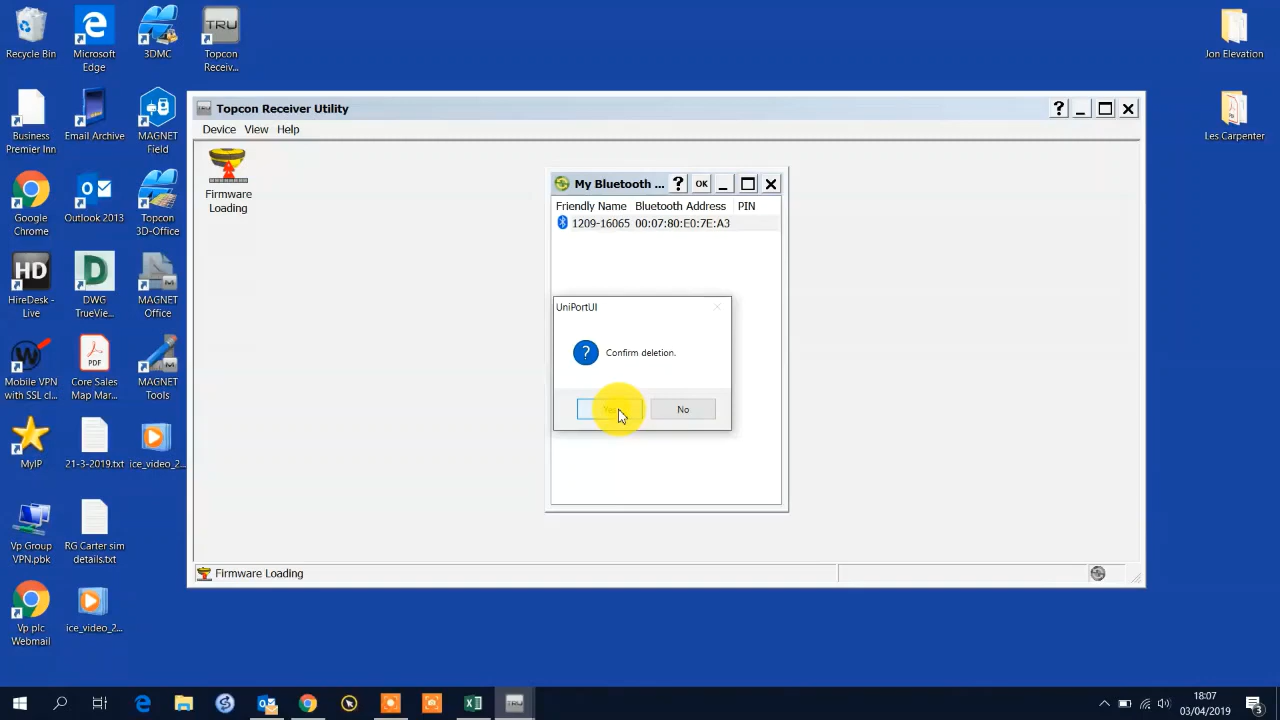 Recycle Bin
Microsoft
Edge
3DMC
TRU
Topcon
Receiv...
Jon Elevation
Business
Premier Inn
Email Archive
MAGNET
Field
Les Carpenter
Google
Chrome
Outlook 2013
Topcon
3D-Office
HD
HireDesk -
Live
DWG
TrueVie...
MAGNET
Office
Mobile VPN
with SSL cl...
PDF
Core Sales
Map Mar...
MAGNET
Tools
MyIP
21-3-2019.txt
ice_video_2...
Vp Group
VPN.pbk
RG Carter sim
details.txt
Vp plc
Webmail
ice_video_2...
TRU
Topcon Receiver Utility
?
Device View Help
Firmware
Loading
My Bluetooth ...
?
OK
Friendly Name Bluetooth Address PIN
1209-16065 00:07:80:E0:7E:A3
UniPortUI
?
Confirm deletion.
Yes
No
Firmware Loading
TRU
18:07
03/04/2019
3